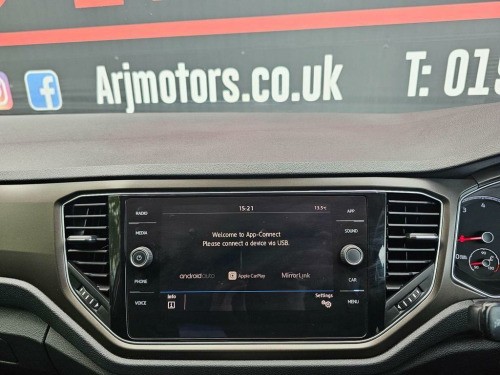 Arjmotors.co.uk T: 019
15:21 13.5°c
RADIO APP
Welcome to App-Connect
MEDIA SOUND
Please connect a device via USB.
androidauto Apple CarPlay MirrorLink
PHONE CAR
Info Settings
VOICE MENU